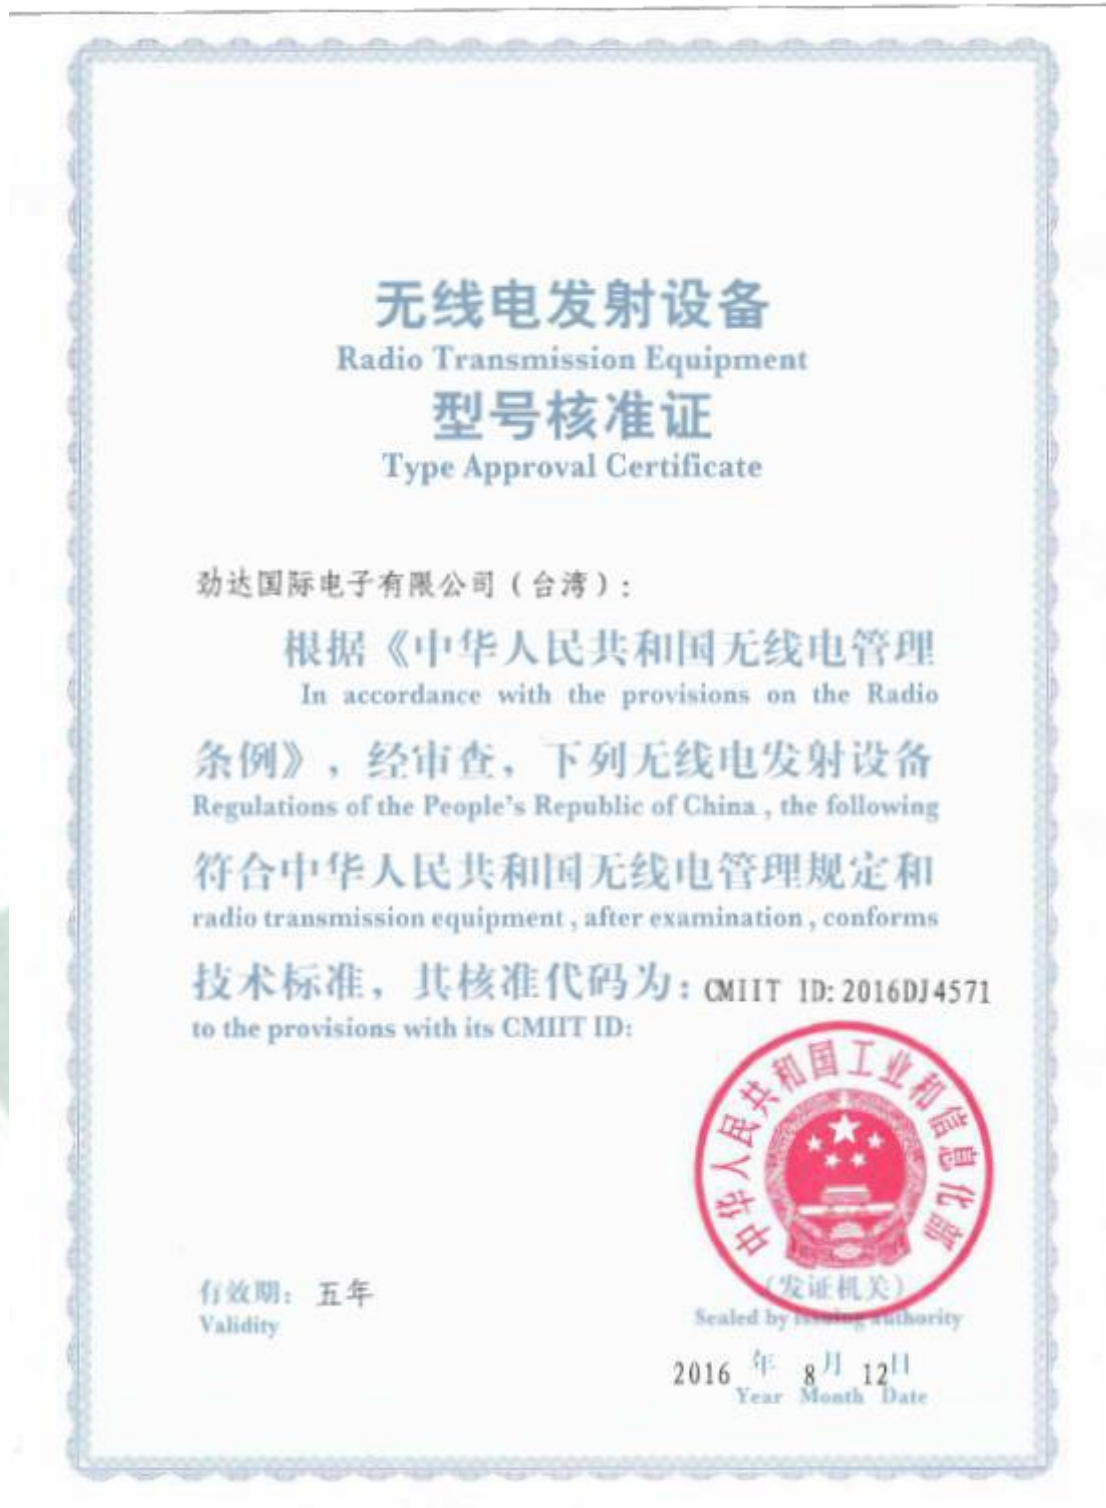 无线电发射设备
Radio Transmission Equipment
型号核准证
Type Approval Certificate
劲达国际电子有限公司（台湾）：
根据《中华人民共和国无线电管理
In accordance with the provisions on the Radio
条例》，经审查，下列无线电发射设备
Regulations of the People's Republic of China , the following
符合中华人民共和国无线电管理规定和
radio transmission equipment , after examination , conforms
技术标准，其核准代码为：CMIIT ID:2016DJ4571
to the provisions with its CMIIT ID:
中华人民共和国工业和信息化部
（发证机关）
Sealed by issuing authority
有效期：五年
Validity
2016 年 8 月 12 日
Year Month Date